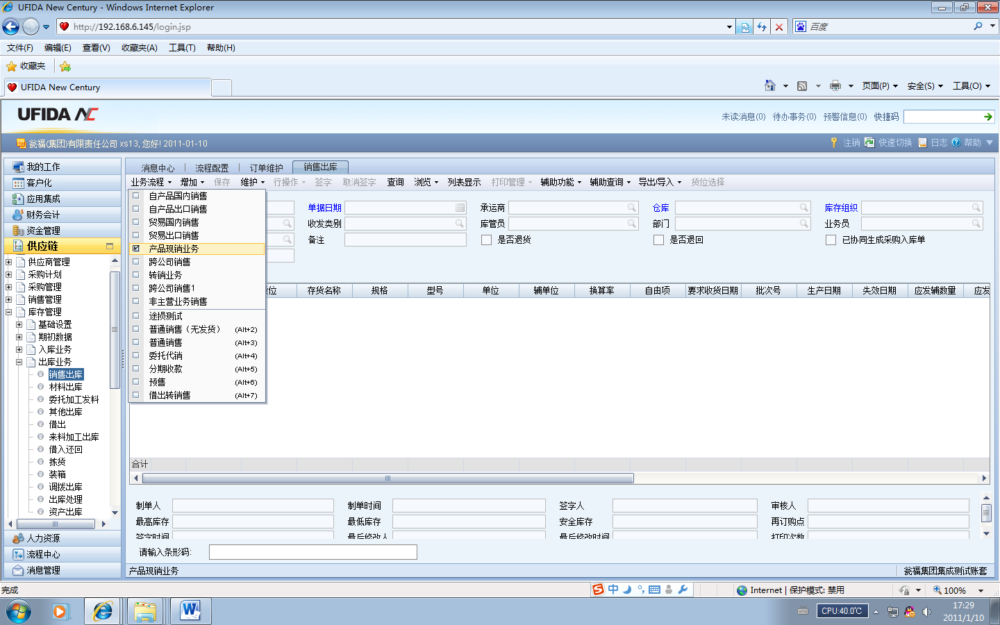 UFIDA New Century - Windows Internet Explorer
http://192.168.6.145/login.jsp
百度
文件(F) 编辑(E) 查看(V) 收藏夹(A) 工具(T) 帮助(H)
收藏夹
UFIDA New Century
页面(P) 安全(S) 工具(O)
UFIDA NC
未读消息(0) 待办事务(0) 预警信息(0) 快捷码
瓮福(集团)有限责任公司 xs13, 您好! 2011-01-10
注销 快速切换 日志 帮助
我的工作
客户化
应用集成
财务会计
资金管理
供应链
供应商管理
采购计划
采购管理
销售管理
库存管理
基础设置
期初数据
入库业务
出库业务
销售出库
材料出库
委托加工发料
其他出库
借出
来料加工出库
借入还回
拣货
装箱
调拨出库
出库处理
资产出库
人力资源
流程中心
消息管理
消息中心 流程配置 订单维护 销售出库
业务流程 增加 保存 维护 行操作 签字 取消签字 查询 浏览 列表显示 打印管理 辅助功能 辅助查询 导出/导入 货位选择
自产品国内销售
自产品出口销售
贸易国内销售
贸易出口销售
产品现销业务
跨公司销售
转销业务
跨公司销售1
非主营业务销售
途损测试
普通销售（无发货） (Alt+2)
普通销售 (Alt+3)
委托代销 (Alt+4)
分期收款 (Alt+5)
预售 (Alt+6)
借出转销售 (Alt+7)
单据日期 承运商 仓库 库存组织
收发类别 库管员 部门 业务员
备注 是否退货 是否退回 已协同生成采购入库单
位 存货名称 规格 型号 单位 辅单位 换算率 自由项 要求收货日期 批次号 生产日期 失效日期 应发辅数量 应发
合计
制单人 制单时间 签字人 审核人
最高库存 最低库存 安全库存 再订购点
签字时间 最后修改人 最后修改时间 打印次数
请输入条形码:
产品现销业务
瓮福集团集成测试账套
完成
中
Internet | 保护模式: 禁用
100%
CPU:40.0℃
17:29
2011/1/10